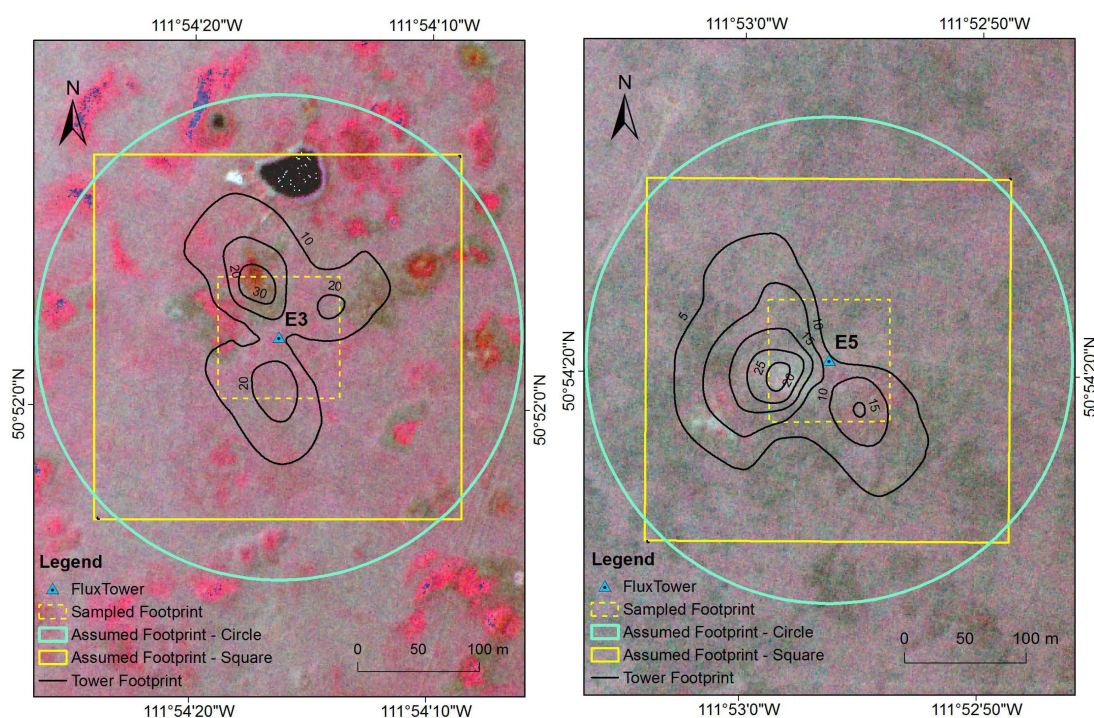 111°54'20"W
111°54'10"W
N
10
20
30
20
E3
20
50°52'0"N
50°52'0"N
Legend
FluxTower
Sampled Footprint
Assumed Footprint - Circle
Assumed Footprint - Square
Tower Footprint
0 50 100 m
111°54'20"W
111°54'10"W
111°53'0"W
111°52'50"W
N
5
10
15
E5
25
20
10
15
50°54'20"N
50°54'20"N
Legend
FluxTower
Sampled Footprint
Assumed Footprint - Circle
Assumed Footprint - Square
Tower Footprint
0 50 100 m
111°53'0"W
111°52'50"W